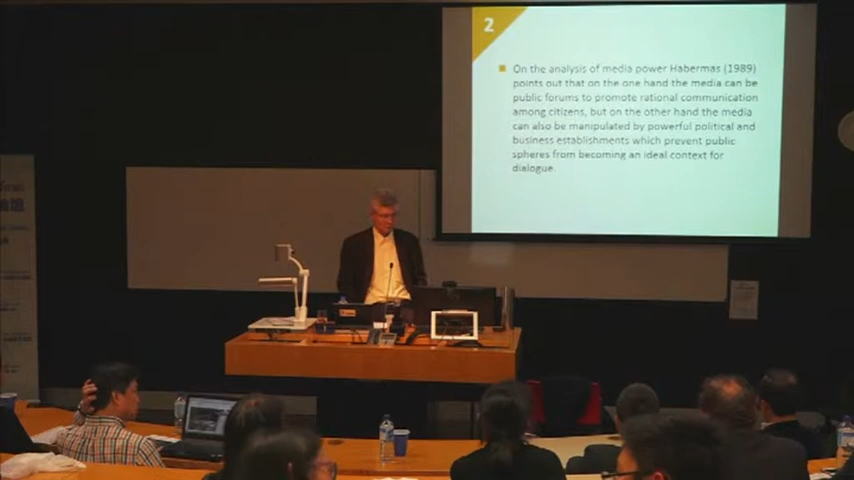 2
On the analysis of media power Habermas (1989)
points out that on the one hand the media can be
public forums to promote rational communication
among citizens, but on the other hand the media
can also be manipulated by powerful political and
business establishments which prevent public
spheres from becoming an ideal context for
dialogue.